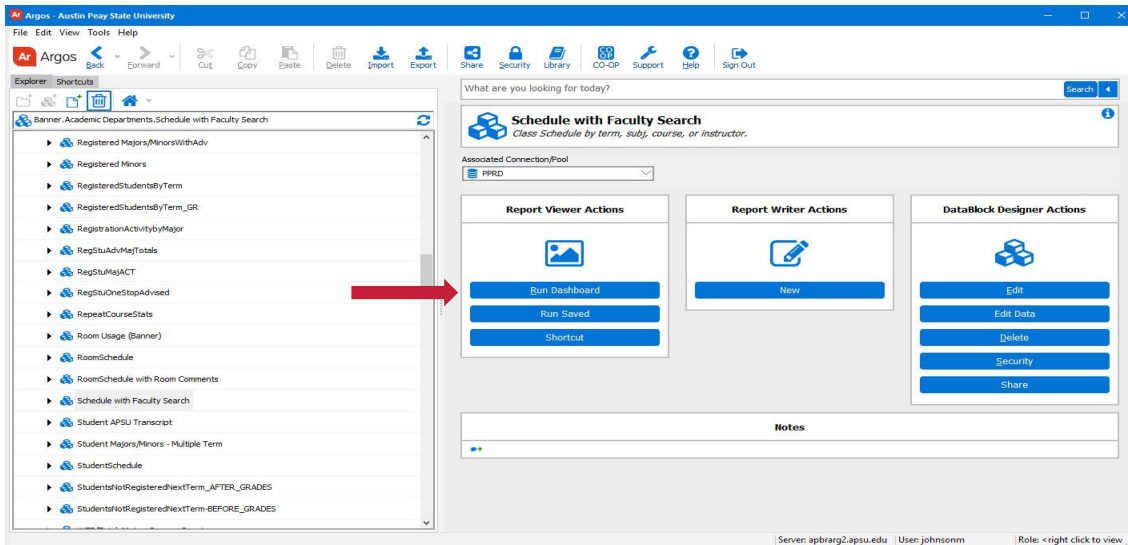 Ar Argos - Austin Peay State University
File Edit View Tools Help
Ar Argos Back Forward Cut Copy Paste Delete Import Export Share Security Library CO-OP Support Help Sign Out
Explorer Shortcuts
What are you looking for today? Search
Banner.Academic Departments.Schedule with Faculty Search
Schedule with Faculty Search
Class Schedule by term, subj, course, or instructor.
Associated Connection/Pool
PPRD
Registered Majors/MinorsWithAdv
Registered Minors
RegisteredStudentsByTerm
RegisteredStudentsByTerm_GR
RegistrationActivitybyMajor
RegStuAdvMajTotals
RegStuMajACT
RegStuOneStopAdvised
RepeatCourseStats
Room Usage (Banner)
RoomSchedule
RoomSchedule with Room Comments
Schedule with Faculty Search
Student APSU Transcript
Student Majors/Minors - Multiple Term
StudentSchedule
StudentsNotRegisteredNextTerm_AFTER_GRADES
StudentsNotRegisteredNextTerm-BEFORE_GRADES
Report Viewer Actions
Run Dashboard
Run Saved
Shortcut
Report Writer Actions
New
DataBlock Designer Actions
Edit
Edit Data
Delete
Security
Share
Notes
Server: apbrarg2.apsu.edu User: johnsonm Role: <right click to view